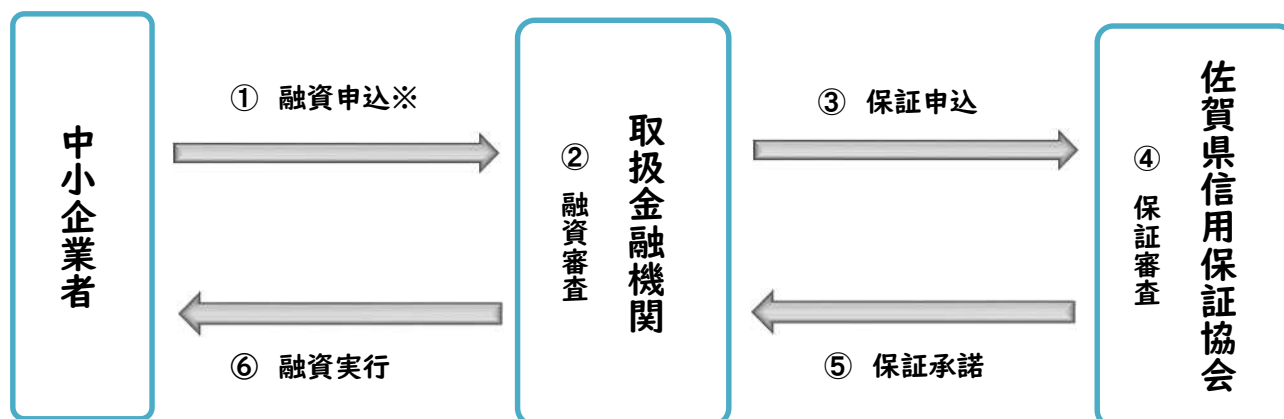 中小企業者
① 融資申込※
② 融資審査
取扱金融機関
③ 保証申込
④ 保証審査
佐賀県信用保証協会
⑤ 保証承諾
⑥ 融資実行